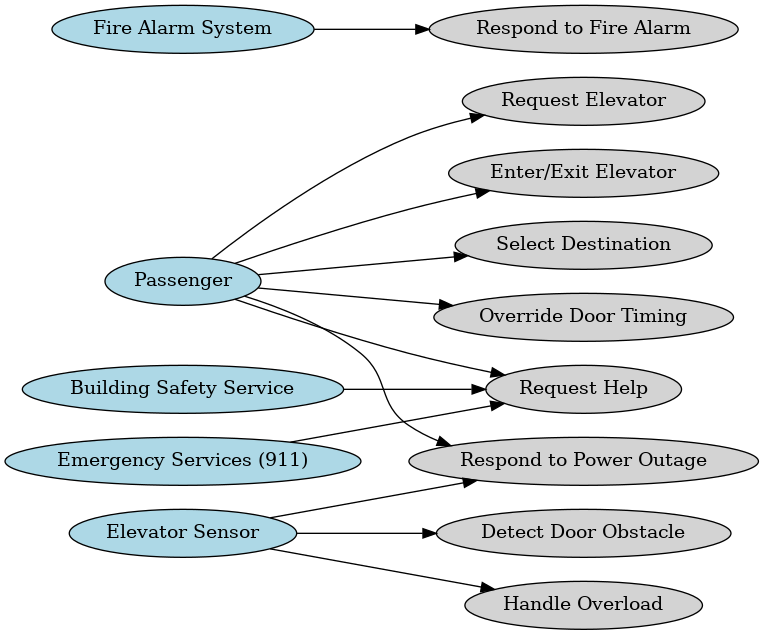 Fire Alarm System
Respond to Fire Alarm
Request Elevator
Enter/Exit Elevator
Select Destination
Passenger
Override Door Timing
Building Safety Service
Request Help
Emergency Services (911)
Respond to Power Outage
Elevator Sensor
Detect Door Obstacle
Handle Overload